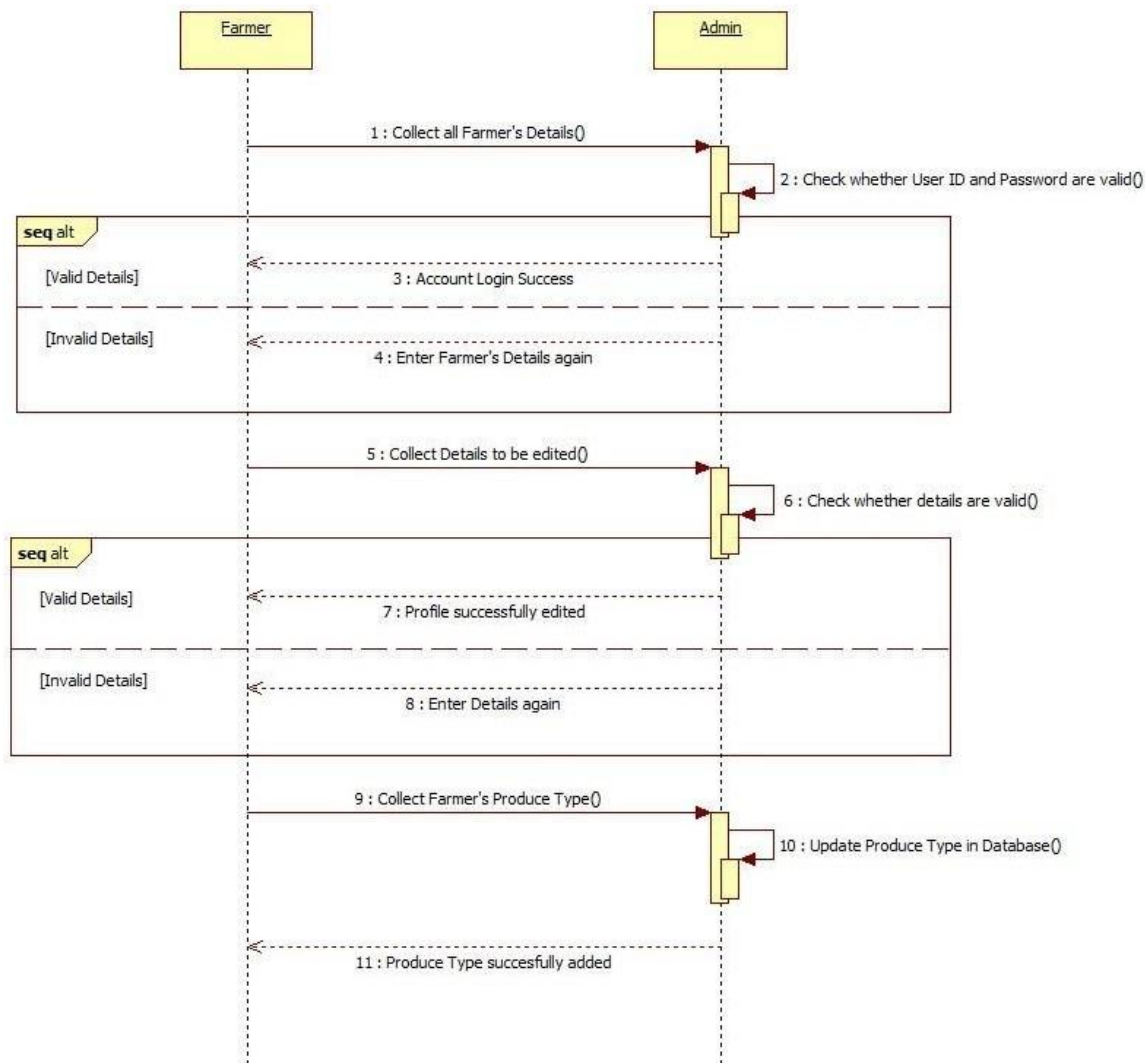 Farmer
Admin
1 : Collect all Farmer's Details()
2 : Check whether User ID and Password are valid()
seq alt
[Valid Details]
3 : Account Login Success
[Invalid Details]
4 : Enter Farmer's Details again
5 : Collect Details to be edited()
6 : Check whether details are valid()
seq alt
[Valid Details]
7 : Profile successfully edited
[Invalid Details]
8 : Enter Details again
9 : Collect Farmer's Produce Type()
10 : Update Produce Type in Database()
11 : Produce Type succesfully added